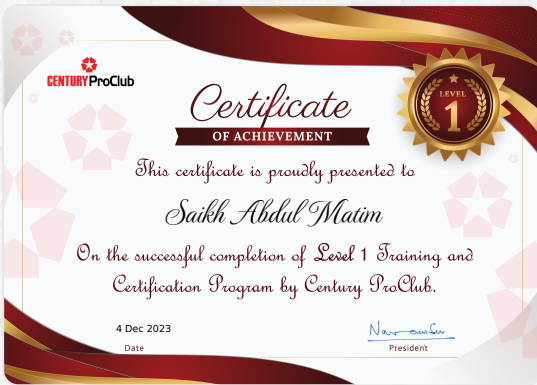 CENTURY ProClub
LEVEL
1
Certificate
OF ACHIEVEMENT
This certificate is proudly presented to
Saikh Abdul Matim
On the successful completion of Level 1 Training and
Certification Program by Century ProClub.
4 Dec 2023
Date
President